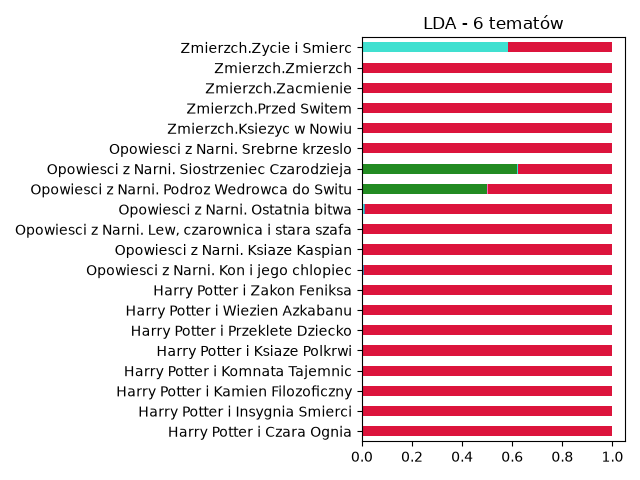 LDA - 6 tematów
Zmierzch.Zycie i Smierc
Zmierzch.Zmierzch
Zmierzch.Zacmienie
Zmierzch.Przed Switem
Zmierzch.Ksiezyc w Nowiu
Opowiesci z Narni. Srebrne krzeslo
Opowiesci z Narni. Siostrzeniec Czarodzieja
Opowiesci z Narni. Podroz Wedrowca do Switu
Opowiesci z Narni. Ostatnia bitwa
Opowiesci z Narni. Lew, czarownica i stara szafa
Opowiesci z Narni. Ksiaze Kaspian
Opowiesci z Narni. Kon i jego chlopiec
Harry Potter i Zakon Feniksa
Harry Potter i Wiezien Azkabanu
Harry Potter i Przeklete Dziecko
Harry Potter i Ksiaze Polkrwi
Harry Potter i Komnata Tajemnic
Harry Potter i Kamien Filozoficzny
Harry Potter i Insygnia Smierci
Harry Potter i Czara Ognia
0.0 0.2 0.4 0.6 0.8 1.0